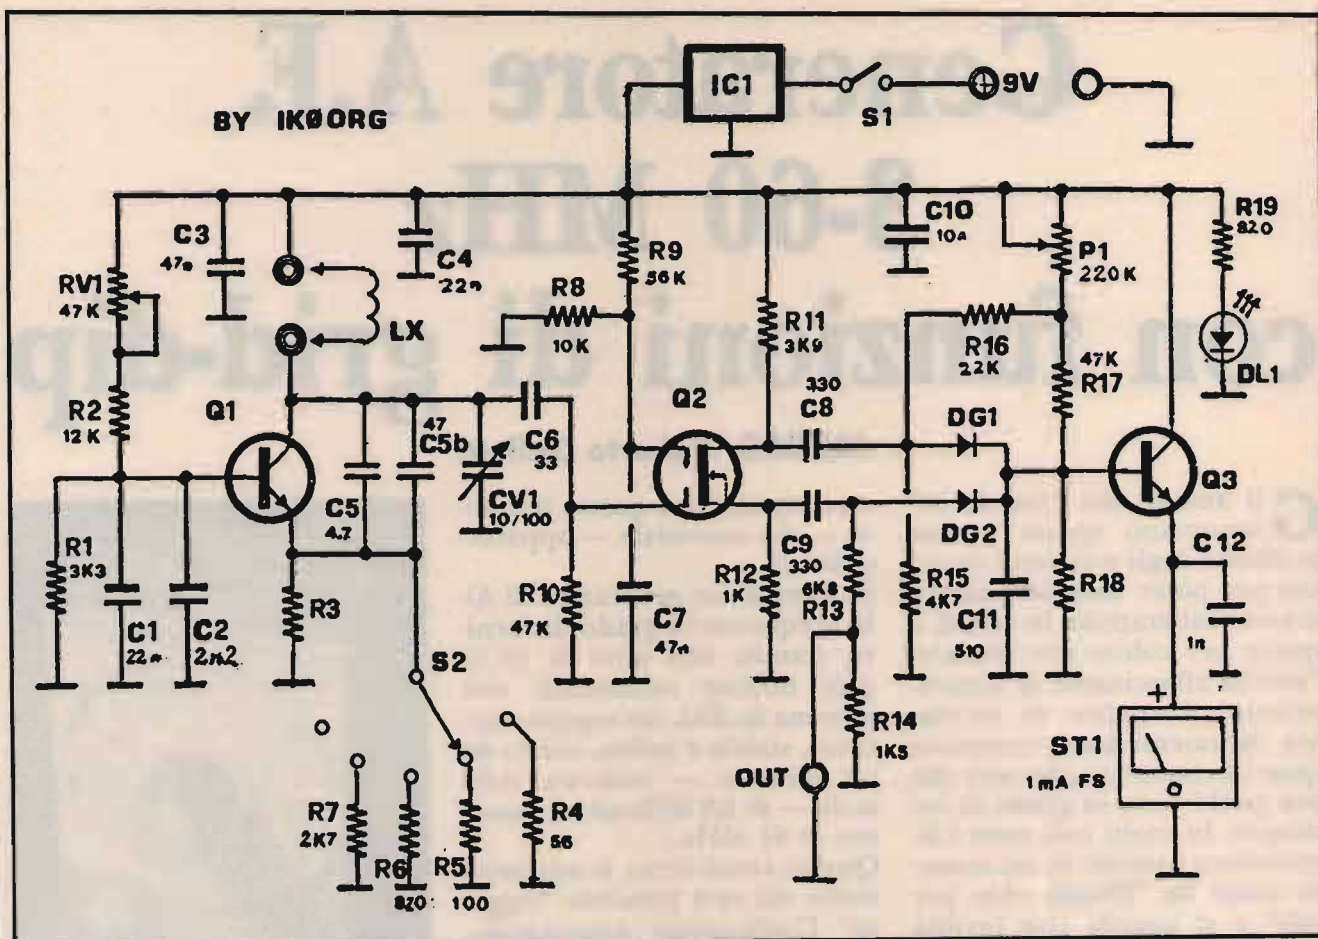 IC1
S1
9V
BY IKØORG
C3
47n
RV1
47K
LX
C4
22n
R9
56K
R8
10K
C10
10n
P1
220K
R19
820
R11
3K9
R16
22K
47K
R17
DL1
R2
12K
Q1
47
C5b
C6
33
Q2
330
C8
DG1
Q3
CV1
10/100
C5
4.7
DG2
R1
3K3
C1
22n
C2
2n2
R3
R10
47K
C7
47n
R12
1K
C9
330
6K8
R13
R15
4K7
C11
510
R18
C12
1n
S2
R14
1K5
+
OUT
ST1
1mA FS
R7
2K7
R6
820
R5
100
R4
56